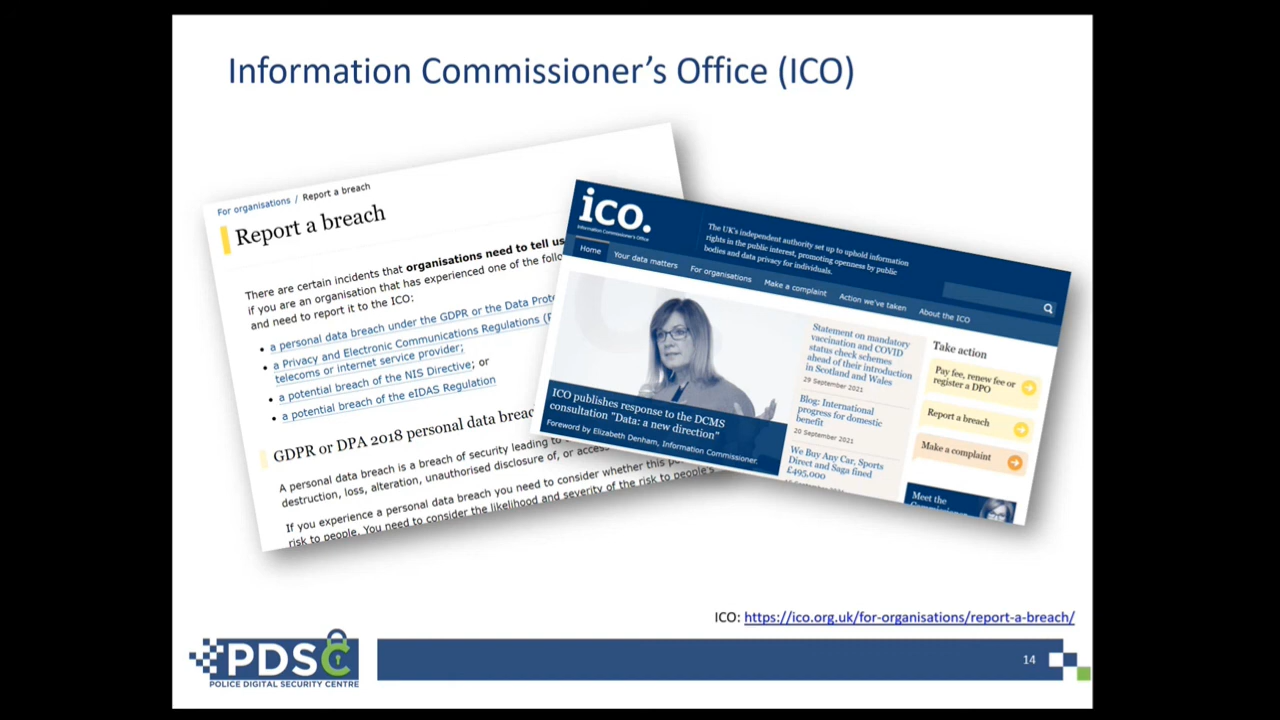 Information Commissioner's Office (ICO)
For organisations / Report a breach
Report a breach
There are certain incidents that organisations need to tell us
if you are an organisation that has experienced one of the
and need to report it to the ICO:
• a personal data breach under the GDPR or the Data
• a Privacy and Electronic Communications Regulations
telecoms or internet service provider;
• a potential breach of the NIS Directive; or
• a potential breach of the eIDAS Regulation
GDPR or DPA 2018 personal data
A personal data breach is a breach of security leading to
destruction, loss, alteration, unauthorised disclosure of, or
If you experience a personal data breach you need to consider whether this
risk to people. You need to consider the likelihood and severity of the risk to people's
ico.
Information Commissioner's Office
The UK's independent authority set up to uphold information
rights in the public interest, promoting openness by public
bodies and data privacy for individuals.
Home
Your data matters
For organisations
Make a complaint
Action we've taken
About the ICO
ICO publishes response to the DCMS
consultation "Data: a new direction"
Foreword by Elizabeth Denham, Information Commissioner.
Statement on mandatory
vaccination and COVID
status check schemes
ahead of their introduction
in Scotland and Wales
29 September 2021
Blog: International
progress for domestic
benefit
20 September 2021
We Buy Any Car, Sports
Direct and Saga fined
£495,000
Take action
Pay fee, renew fee or
register a DPO
Report a breach
Make a complaint
Meet the
ICO: https://ico.org.uk/for-organisations/report-a-breach/
PDSC
POLICE DIGITAL SECURITY CENTRE
14